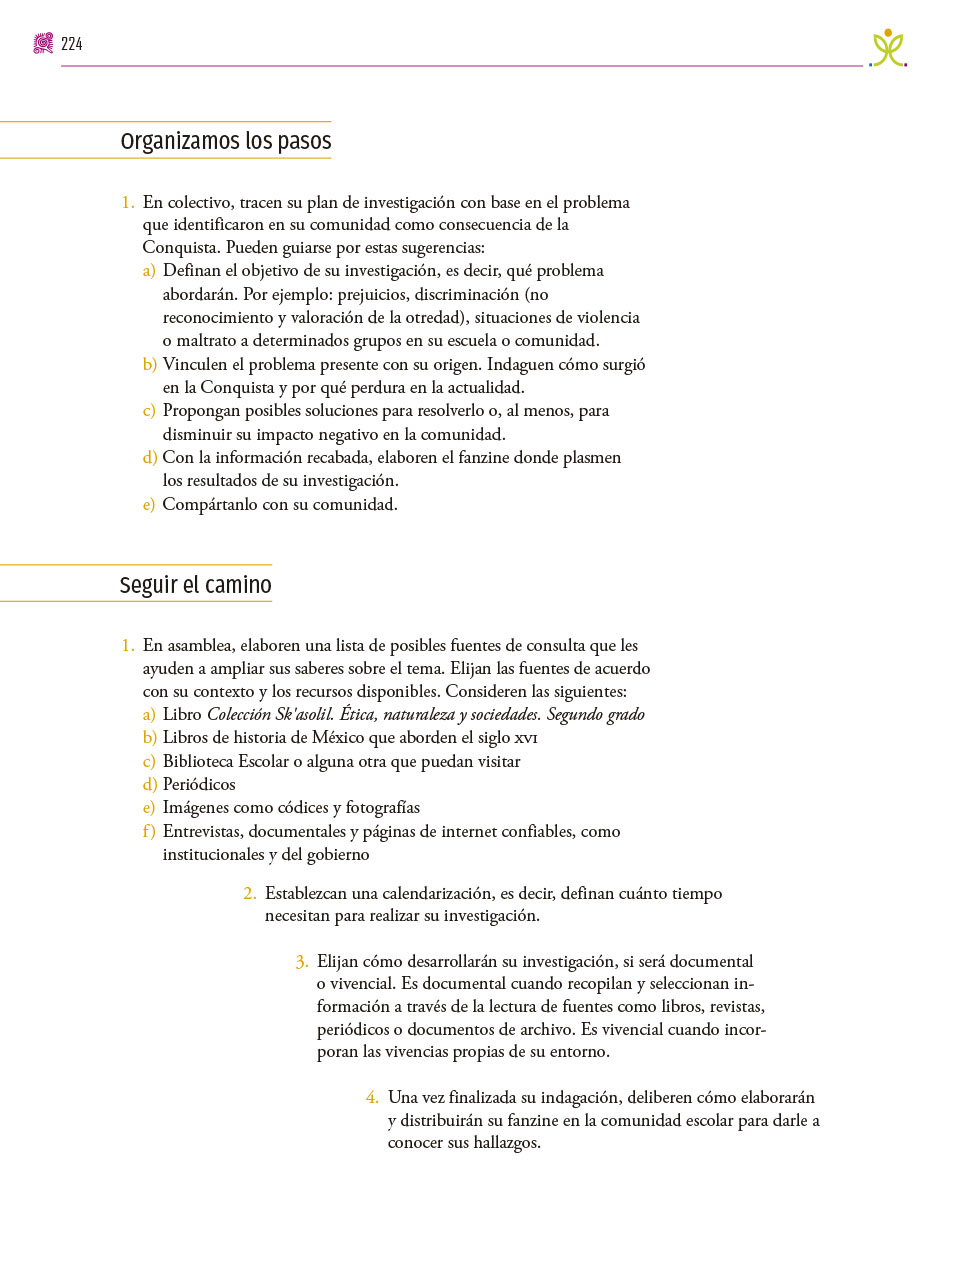 224
Organizamos los pasos
1. En colectivo, tracen su plan de investigación con base en el problema
que identificaron en su comunidad como consecuencia de la
Conquista. Pueden guiarse por estas sugerencias:
a) Definan el objetivo de su investigación, es decir, qué problema
abordarán. Por ejemplo: prejuicios, discriminación (no
reconocimiento y valoración de la otredad), situaciones de violencia
o maltrato a determinados grupos en su escuela o comunidad.
b) Vinculen el problema presente con su origen. Indaguen cómo surgió
en la Conquista y por qué perdura en la actualidad.
c) Propongan posibles soluciones para resolverlo o, al menos, para
disminuir su impacto negativo en la comunidad.
d) Con la información recabada, elaboren el fanzine donde plasmen
los resultados de su investigación.
e) Compártanlo con su comunidad.
Seguir el camino
1. En asamblea, elaboren una lista de posibles fuentes de consulta que les
ayuden a ampliar sus saberes sobre el tema. Elijan las fuentes de acuerdo
con su contexto y los recursos disponibles. Consideren las siguientes:
a) Libro Colección Sk'asolil. Ética, naturaleza y sociedades. Segundo grado
b) Libros de historia de México que aborden el siglo XVI
c) Biblioteca Escolar o alguna otra que puedan visitar
d) Periódicos
e) Imágenes como códices y fotografías
f) Entrevistas, documentales y páginas de internet confiables, como
institucionales y del gobierno
2. Establezcan una calendarización, es decir, definan cuánto tiempo
necesitan para realizar su investigación.
3. Elijan cómo desarrollarán su investigación, si será documental
o vivencial. Es documental cuando recopilan y seleccionan in-
formación a través de la lectura de fuentes como libros, revistas,
periódicos o documentos de archivo. Es vivencial cuando incor-
poran las vivencias propias de su entorno.
4. Una vez finalizada su indagación, deliberen cómo elaborarán
y distribuirán su fanzine en la comunidad escolar para darle a
conocer sus hallazgos.